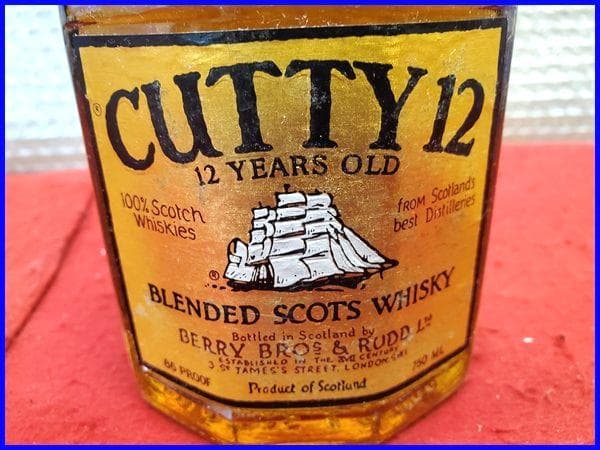 ® CUTTY 12
12 YEARS OLD
100% Scotch
Whiskies
FROM Scotland's
best Distilleries
®
BLENDED SCOTS WHISKY
Bottled in Scotland by
BERRY BROS & RUDD Ltd
ESTABLISHED IN THE XVII CENTURY
3 ST JAMES'S STREET, LONDON, SW1
86 PROOF
750 ML
Product of Scotland